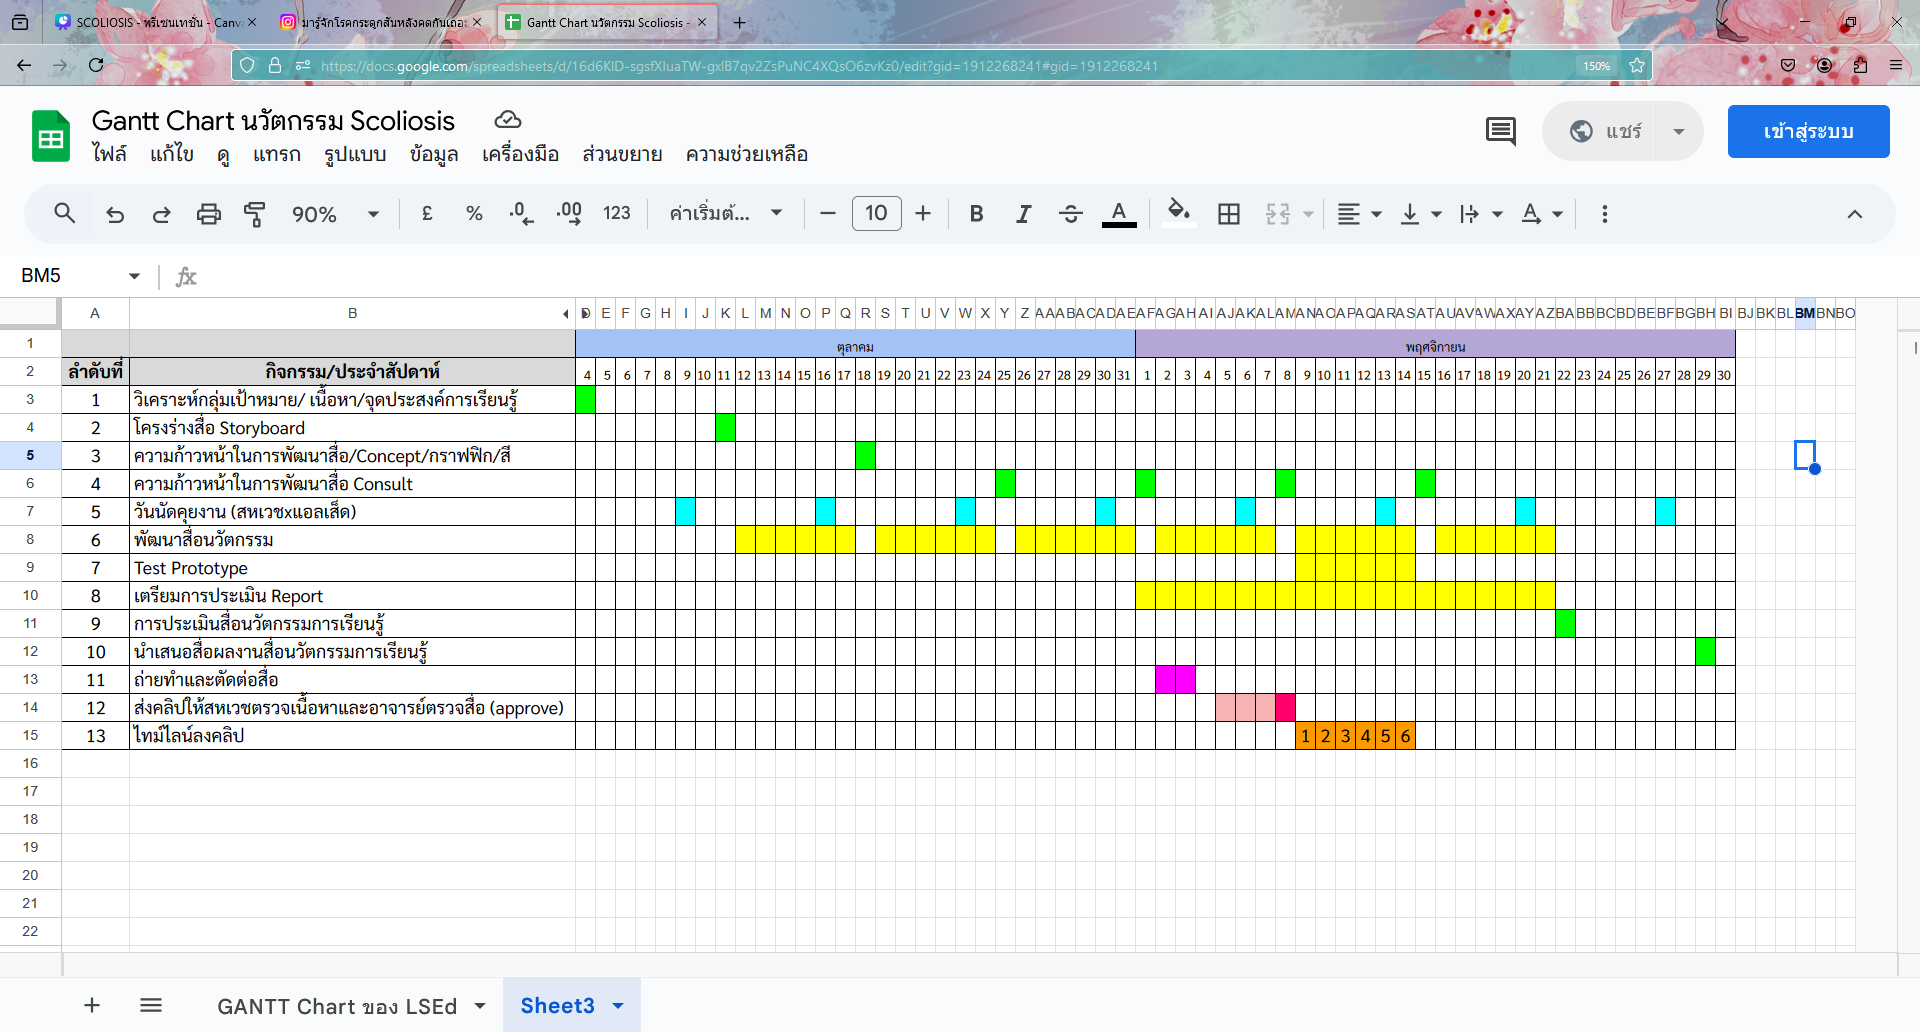 SCOLIOSIS - พรีเซนเทชั่น - Canv
มารู้จักโรคกระดูกสันหลังคดกันเถอะ
Gantt Chart นวัตกรรม Scoliosis -
https://docs.google.com/spreadsheets/d/16d6KlD-sgsfXIuaTW-gxlB7qv2ZsPuNC4XQsO6zvKz0/edit?gid=1912268241#gid=1912268241
150%
Gantt Chart นวัตกรรม Scoliosis
ไฟล์ แก้ไข ดู แทรก รูปแบบ ข้อมูล เครื่องมือ ส่วนขยาย ความช่วยเหลือ
แชร์
เข้าสู่ระบบ
90% £ % .0 .00 123 ค่าเริ่มต้... 10 B I S A
BM5 fx
A B D E F G H I J K L M N O P Q R S T U V W X Y Z AA AB AC AD AE AF AG AH AI AJ AK AL AM AN AO AP AQ AR AS AT AU AV AW AX AY AZ BA BB BC BD BE BF BG BH BI BJ BK BL BM BN BO
1 ตุลาคม พฤศจิกายน
2 ลำดับที่ กิจกรรม/ประจำสัปดาห์ 4 5 6 7 8 9 10 11 12 13 14 15 16 17 18 19 20 21 22 23 24 25 26 27 28 29 30 31 1 2 3 4 5 6 7 8 9 10 11 12 13 14 15 16 17 18 19 20 21 22 23 24 25 26 27 28 29 30
3 1 วิเคราะห์กลุ่มเป้าหมาย/ เนื้อหา/จุดประสงค์การเรียนรู้
4 2 โครงร่างสื่อ Storyboard
5 3 ความก้าวหน้าในการพัฒนาสื่อ/Concept/กราฟฟิก/สี
6 4 ความก้าวหน้าในการพัฒนาสื่อ Consult
7 5 วันนัดคุยงาน (สหเวชxแอลเส็ด)
8 6 พัฒนาสื่อนวัตกรรม
9 7 Test Prototype
10 8 เตรียมการประเมิน Report
11 9 การประเมินสื่อนวัตกรรมการเรียนรู้
12 10 นำเสนอสื่อผลงานสื่อนวัตกรรมการเรียนรู้
13 11 ถ่ายทำและตัดต่อสื่อ
14 12 ส่งคลิปให้สหเวชตรวจเนื้อหาและอาจารย์ตรวจสื่อ (approve)
15 13 ไทม์ไลน์ลงคลิป 1 2 3 4 5 6
16
17
18
19
20
21
22
GANTT Chart ของ LSEd Sheet3